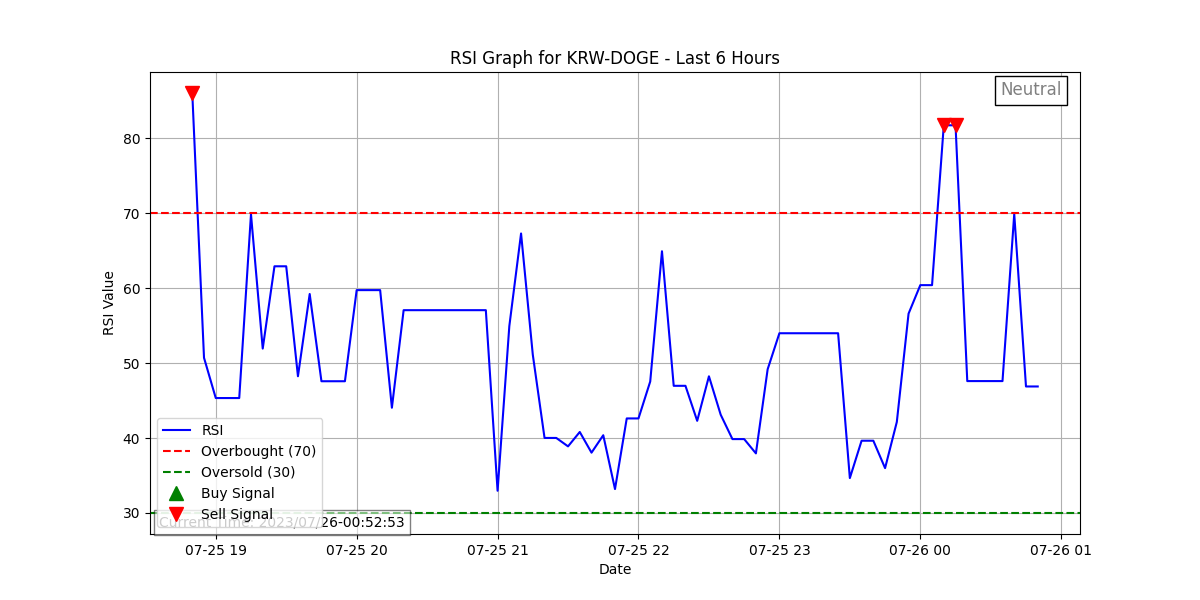 RSI Graph for KRW-DOGE - Last 6 Hours
Neutral
RSI Value
80
70
60
50
40
30
RSI
Overbought (70)
Oversold (30)
Buy Signal
Sell Signal
Current Time: 2023/07/26-00:52:53
07-25 19
07-25 20
07-25 21
07-25 22
07-25 23
07-26 00
07-26 01
Date